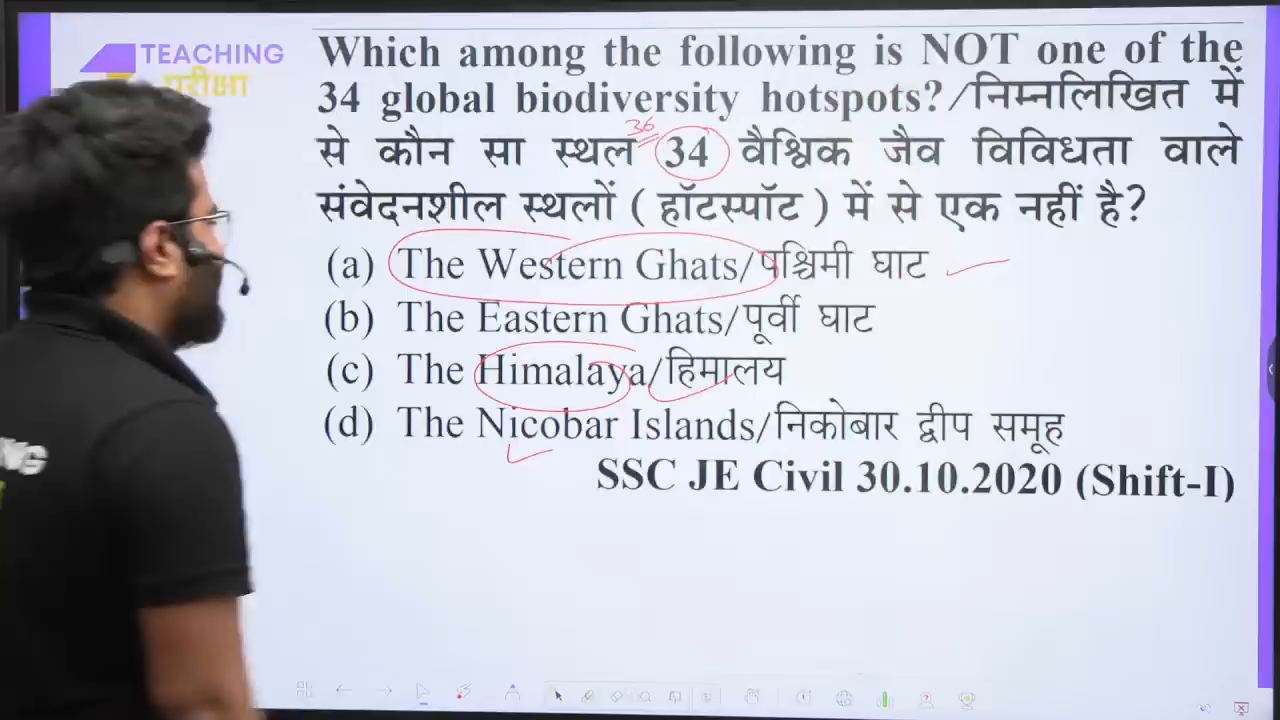 TEACHING
परीक्षा
Which among the following is NOT one of the
34 global biodiversity hotspots?/निम्नलिखित में
36
से कौन सा स्थल 34 वैश्विक जैव विविधता वाले
संवेदनशील स्थलों (हॉटस्पॉट) में से एक नहीं है?
(a) The Western Ghats/पश्चिमी घाट
(b) The Eastern Ghats/पूर्वी घाट
(c) The Himalaya/हिमालय
(d) The Nicobar Islands/निकोबार द्वीप समूह
SSC JE Civil 30.10.2020 (Shift-I)